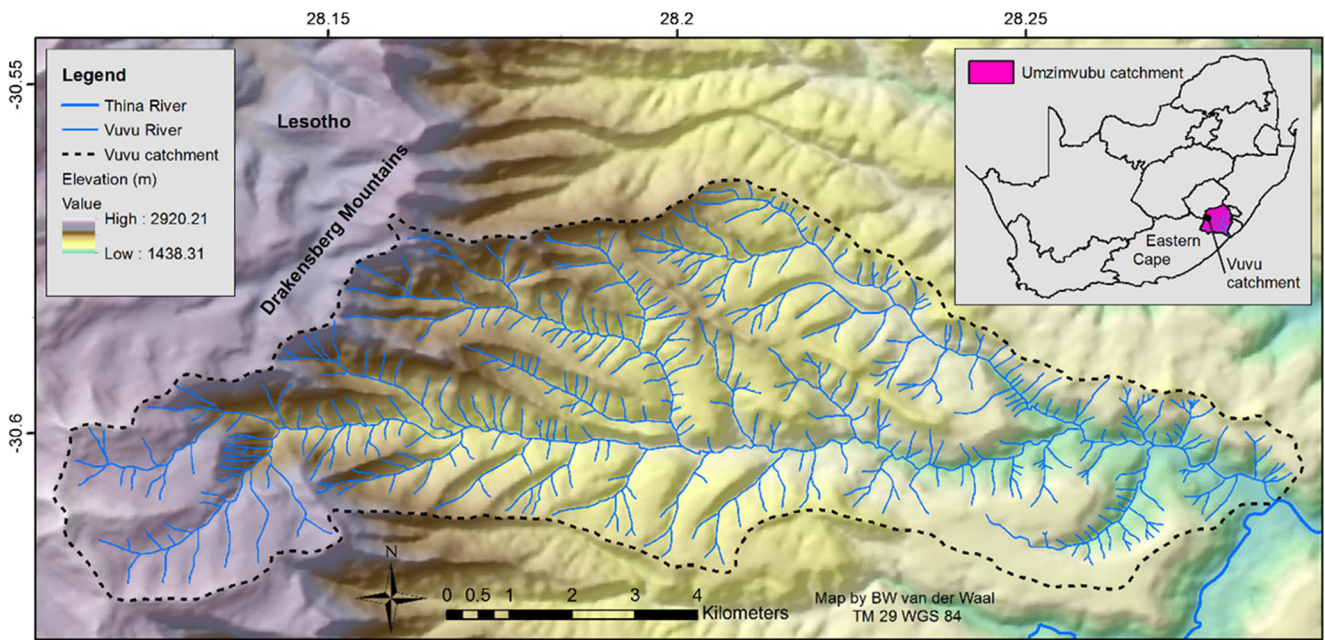 28.15
28.2
28.25
-30.55
-30.6
Legend
Thina River
Vuvu River
Vuvu catchment
Elevation (m)
Value
High : 2920.21
Low : 1438.31
Lesotho
Drakensberg Mountains
Umzimvubu catchment
Eastern
Cape
Vuvu
catchment
N
0 0.5 1 2 3 4
Kilometers
Map by BW van der Waal
TM 29 WGS 84